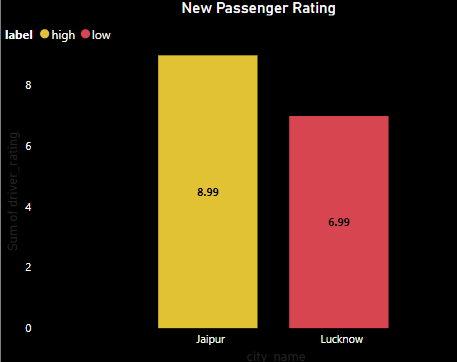 New Passenger Rating
label high low
Sum of driver_rating
8
6
4
2
0
8.99
6.99
Jaipur Lucknow
city_name